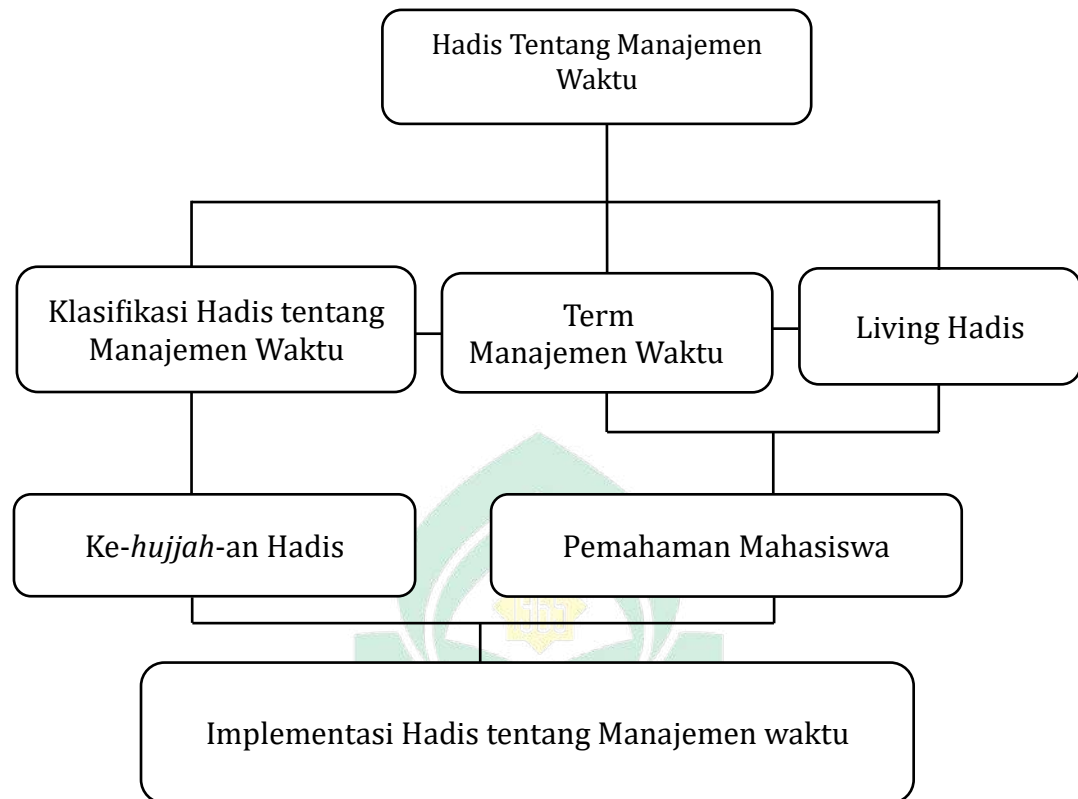 Hadis Tentang Manajemen
Waktu
Klasifikasi Hadis tentang
Manajemen Waktu
Term
Manajemen Waktu
Living Hadis
Ke-hujjah-an Hadis
Pemahaman Mahasiswa
Implementasi Hadis tentang Manajemen waktu